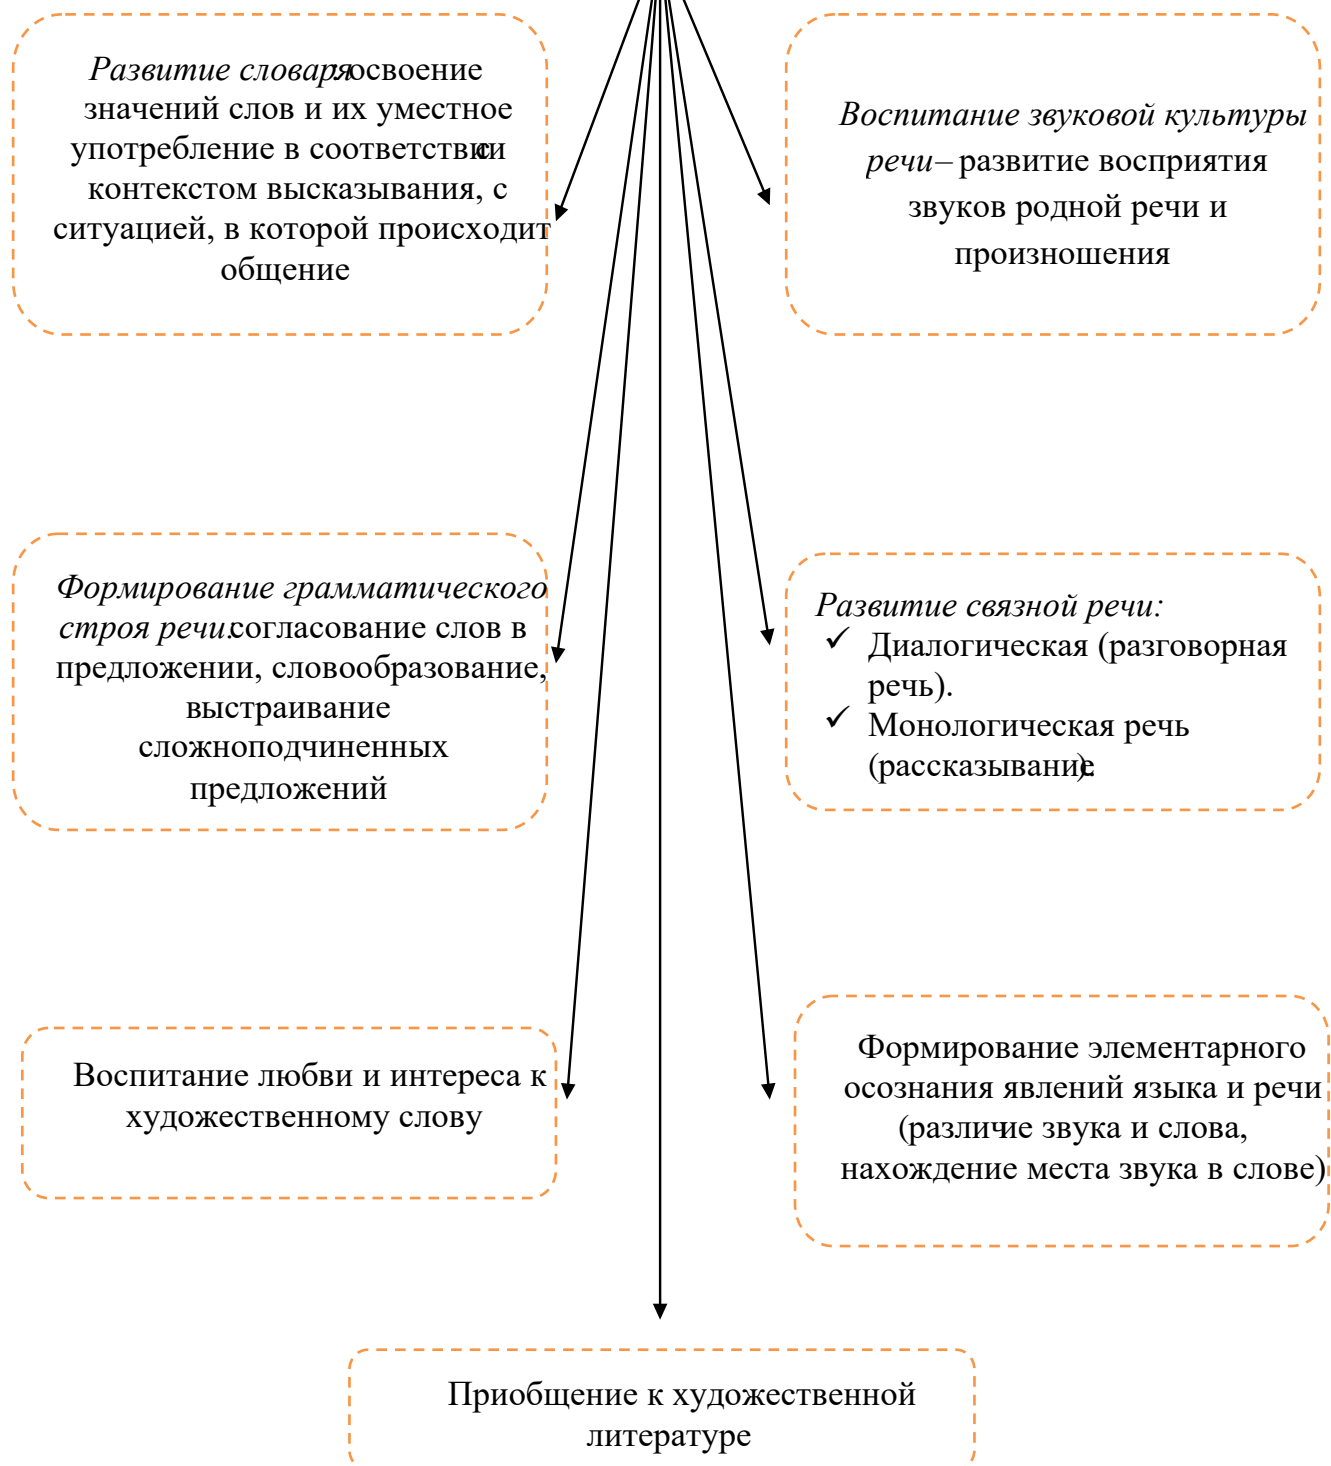 Развитие словаря: освоение
значений слов и их уместное
употребление в соответствии с
контекстом высказывания, с
ситуацией, в которой происходит
общение
Воспитание звуковой культуры
речи – развитие восприятия
звуков родной речи и
произношения
Формирование грамматического
строя речи: согласование слов в
предложении, словообразование,
выстраивание
сложноподчиненных
предложений
Развитие связной речи:
✓ Диалогическая (разговорная
речь).
✓ Монологическая речь
(рассказывание).
Воспитание любви и интереса к
художественному слову
Формирование элементарного
осознания явлений языка и речи
(различие звука и слова,
нахождение места звука в слове)
Приобщение к художественной
литературе